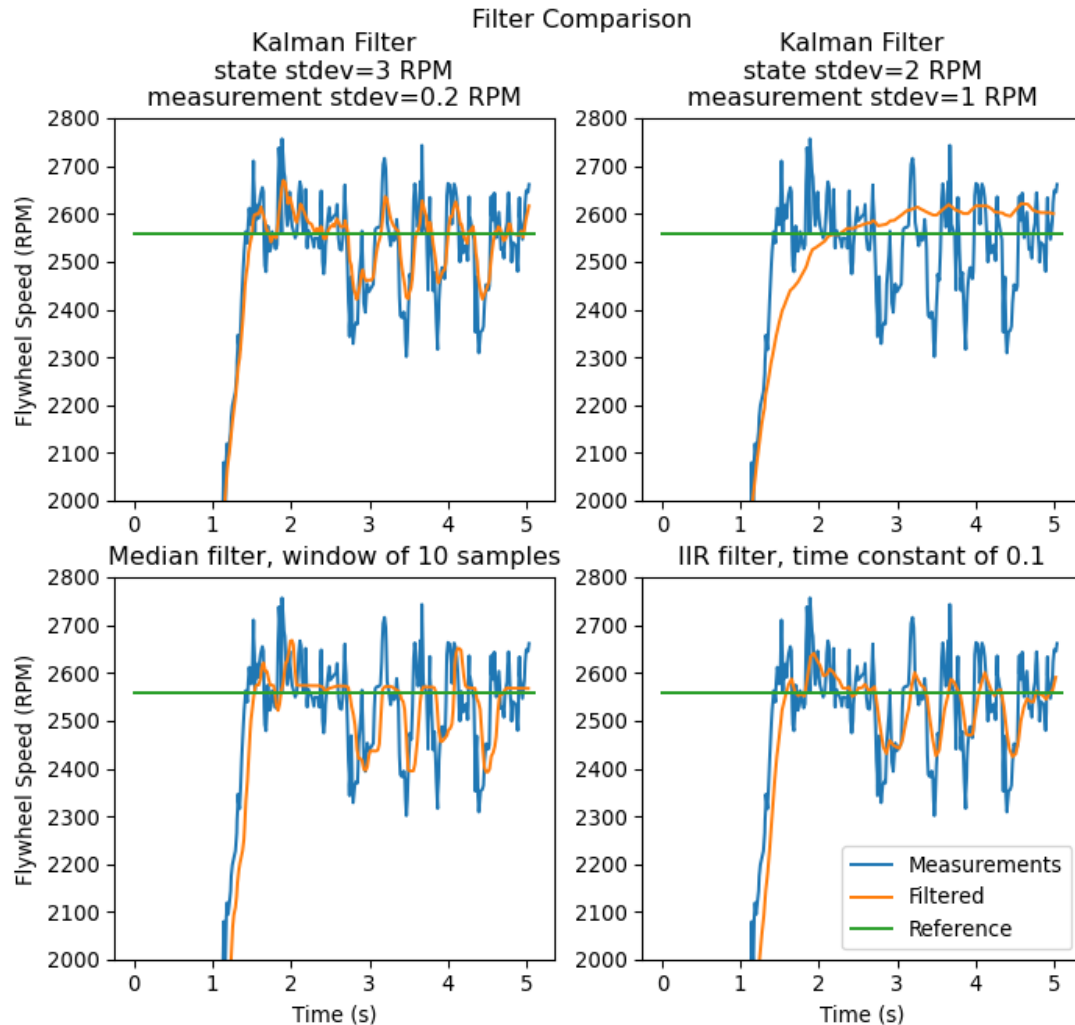 Filter Comparison
Kalman Filter
state stdev=3 RPM
measurement stdev=0.2 RPM
2800
2700
2600
2500
2400
2300
2200
2100
2000
Flywheel Speed (RPM)
0 1 2 3 4 5
Kalman Filter
state stdev=2 RPM
measurement stdev=1 RPM
2800
2700
2600
2500
2400
2300
2200
2100
2000
0 1 2 3 4 5
Median filter, window of 10 samples
2800
2700
2600
2500
2400
2300
2200
2100
2000
Flywheel Speed (RPM)
0 1 2 3 4 5
Time (s)
IIR filter, time constant of 0.1
2800
2700
2600
2500
2400
2300
2200
2100
2000
Measurements
Filtered
Reference
0 1 2 3 4 5
Time (s)